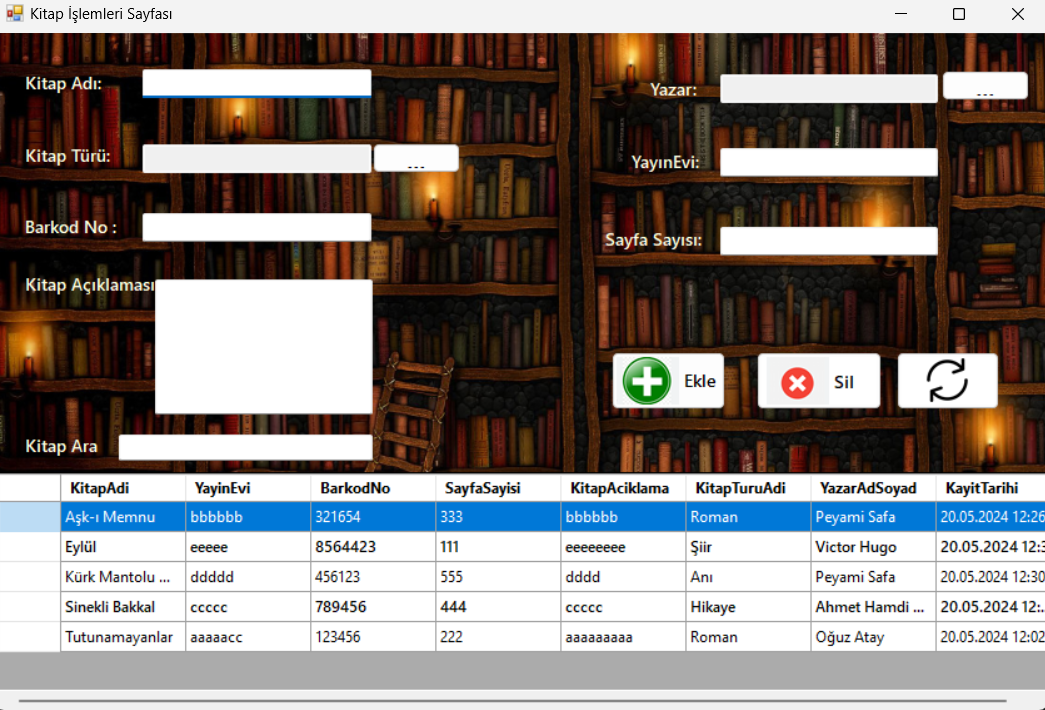 Kitap İşlemleri Sayfası
Kitap Adı:
Yazar:
...
Kitap Türü:
...
YayınEvi:
Barkod No :
Sayfa Sayısı:
Kitap Açıklaması
Ekle
Sil
Kitap Ara
KitapAdi YayinEvi BarkodNo SayfaSayisi KitapAciklama KitapTuruAdi YazarAdSoyad KayitTarihi
Aşk-ı Memnu bbbbbb 321654 333 bbbbbb Roman Peyami Safa 20.05.2024 12:26
Eylül eeeee 8564423 111 eeeeeeee Şiir Victor Hugo 20.05.2024 12:3
Kürk Mantolu ... ddddd 456123 555 dddd Anı Peyami Safa 20.05.2024 12:30
Sinekli Bakkal ccccc 789456 444 ccccc Hikaye Ahmet Hamdi ... 20.05.2024 12:..
Tutunamayanlar aaaaacc 123456 222 aaaaaaaaa Roman Oğuz Atay 20.05.2024 12:02